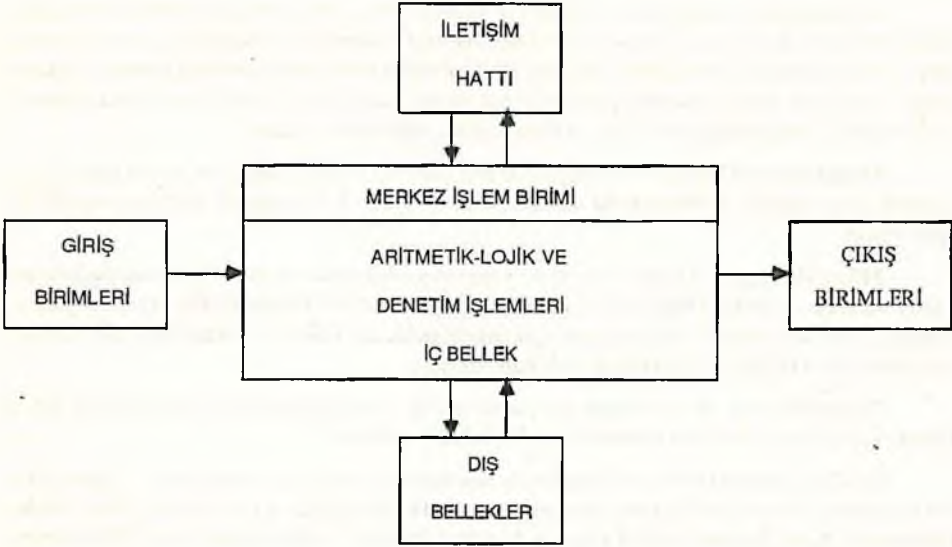 İLETİŞİM
HATTI
MERKEZ İŞLEM BİRİMİ
GİRİŞ
BİRİMLERİ
ARİTMETİK-LOJİK VE
DENETİM İŞLEMLERİ
İÇ BELLEK
ÇIKIŞ
BİRİMLERİ
DIŞ
BELLEKLER